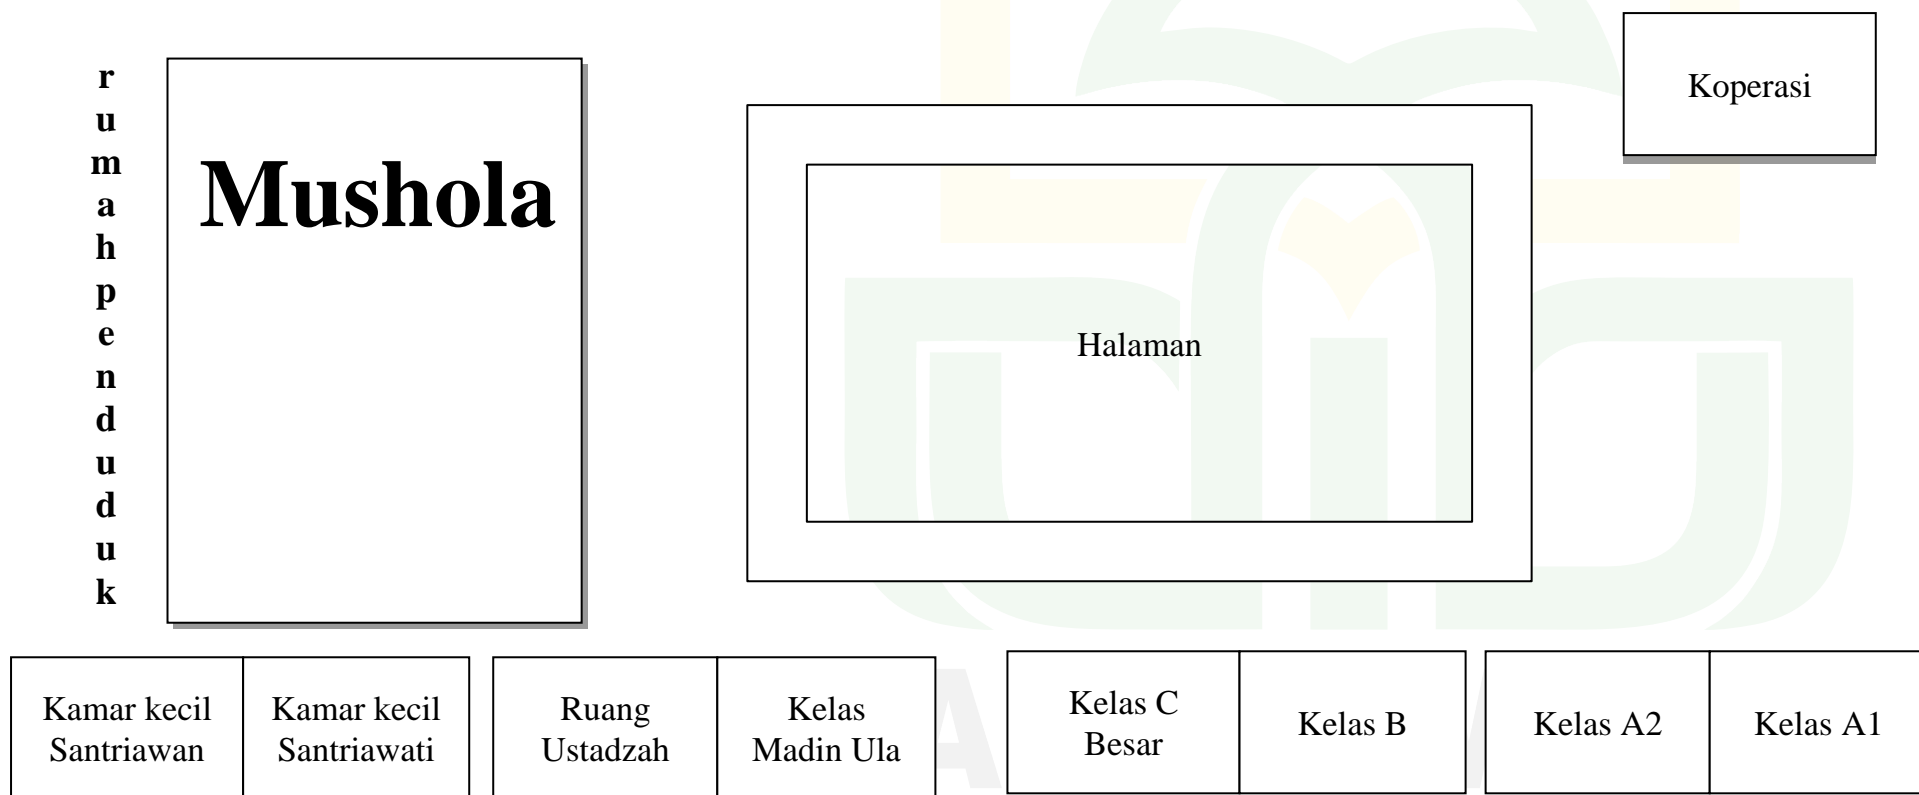 rumahpenduduk
Mushola
Koperasi
Halaman
Kamar kecil
Santriawan
Kamar kecil
Santriawati
Ruang
Ustadzah
Kelas
Madin Ula
Kelas C
Besar
Kelas B
Kelas A2
Kelas A1